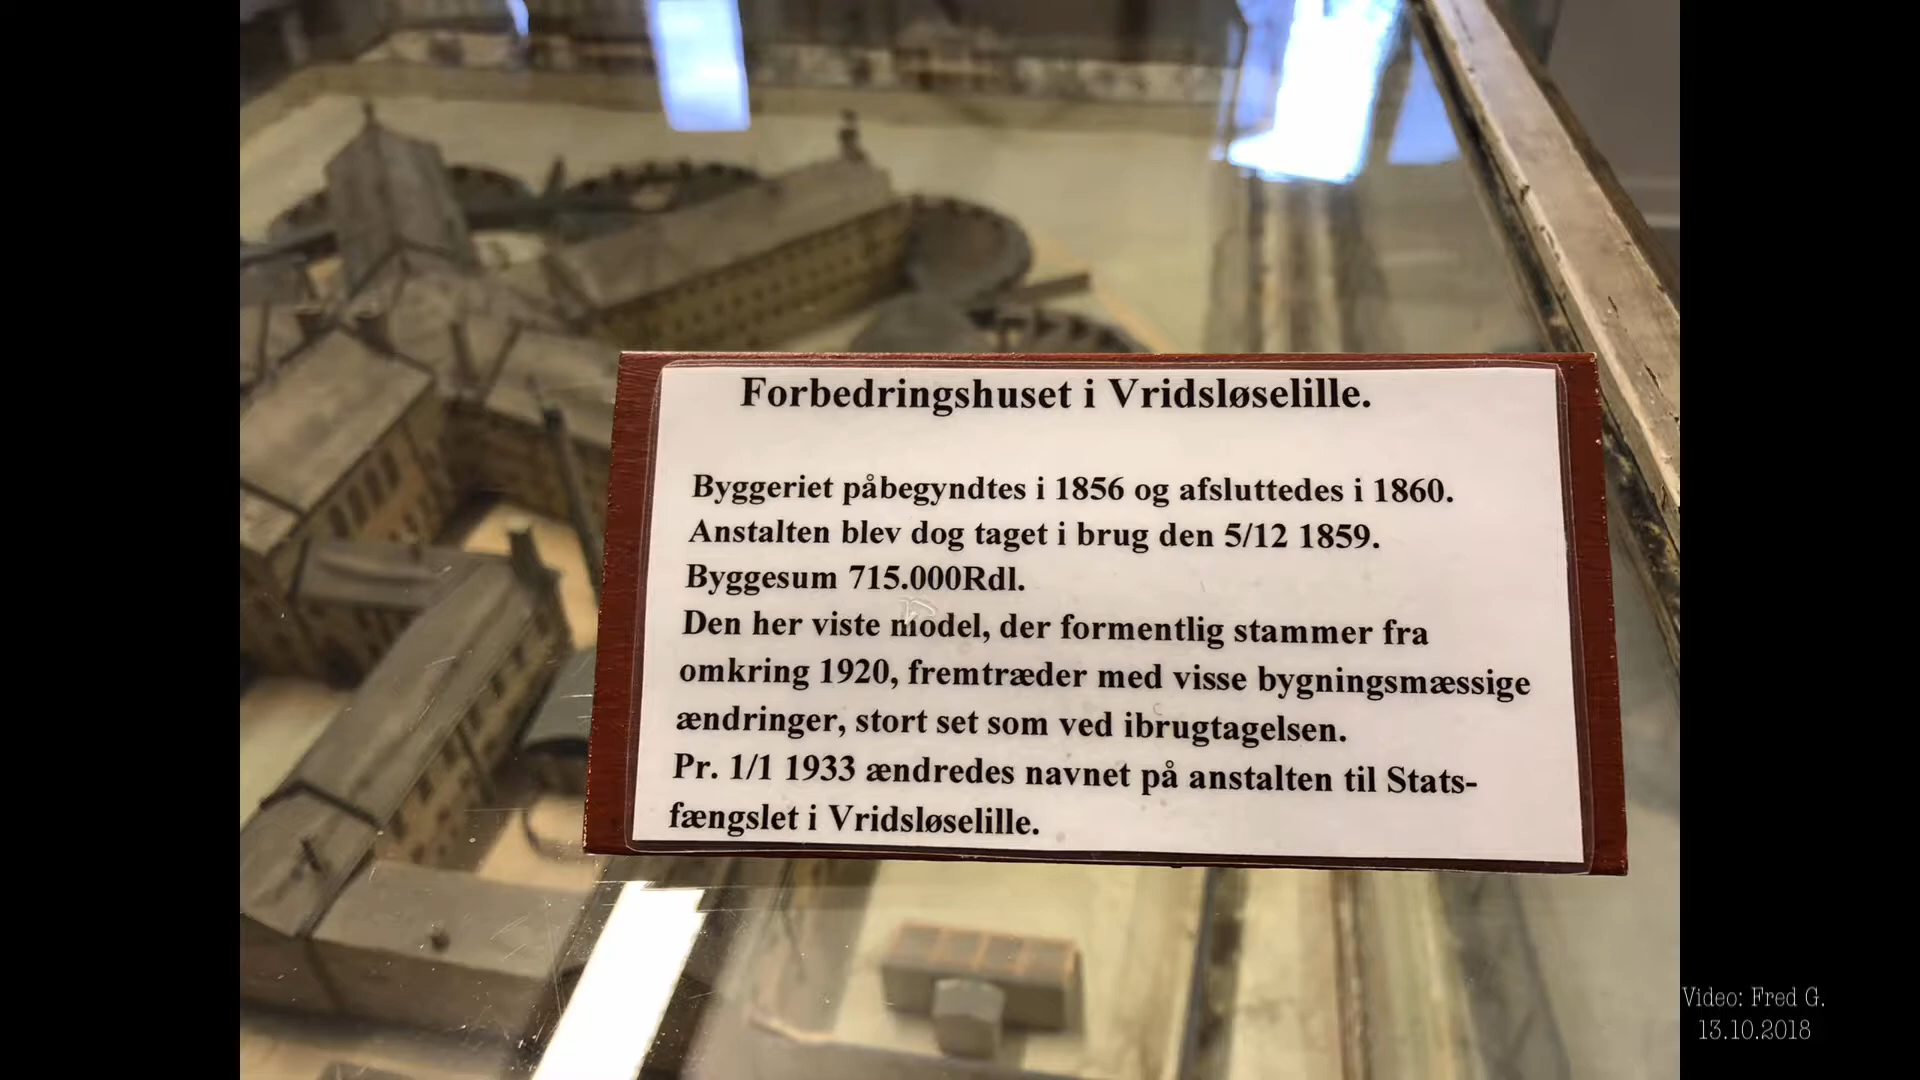 Forbedringshuset i Vridsløselille.
Byggeriet påbegyndtes i 1856 og afsluttedes i 1860.
Anstalten blev dog taget i brug den 5/12 1859.
Byggesum 715.000Rdl.
Den her viste model, der formentlig stammer fra
omkring 1920, fremtræder med visse bygningsmæssige
ændringer, stort set som ved ibrugtagelsen.
Pr. 1/1 1933 ændredes navnet på anstalten til Stats-
fængslet i Vridsløselille.
Video: Fred G.
13.10.2018